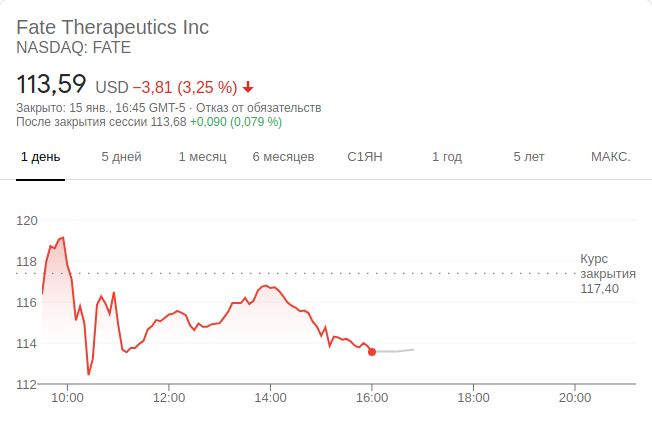 Fate Therapeutics Inc
NASDAQ: FATE
113,59 USD −3,81 (3,25 %)
Закрыто: 15 янв., 16:45 GMT-5 · Отказ от обязательств
После закрытия сессии 113,68 +0,090 (0,079 %)
1 день 5 дней 1 месяц 6 месяцев С1ЯН 1 год 5 лет МАКС.
120
118
116
114
112
Курс
закрытия
117,40
10:00 12:00 14:00 16:00 18:00 20:00